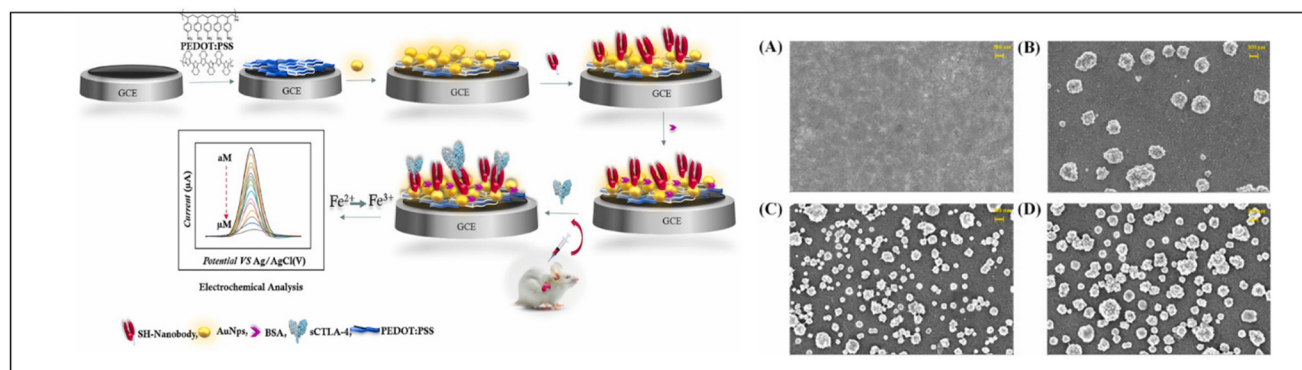 PEDOT:PSS
GCE
GCE
GCE
GCE
(A)
(B)
aM
μM
Current (μA)
Potential VS Ag/AgCl(V)
Electrochemical Analysis
Fe²⁺ Fe³⁺
GCE
GCE
(C)
(D)
SH-Nanobody, AuNps, BSA, sCTLA-4, PEDOT:PSS